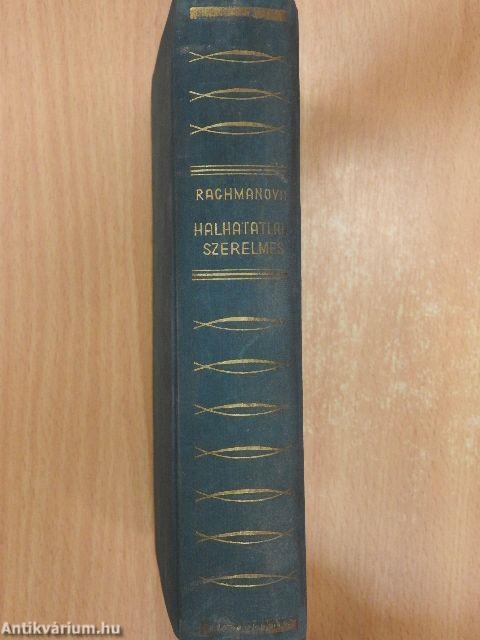 RACHMANOVA
HALHATATLAN
SZERELMES
Antikvárium.hu